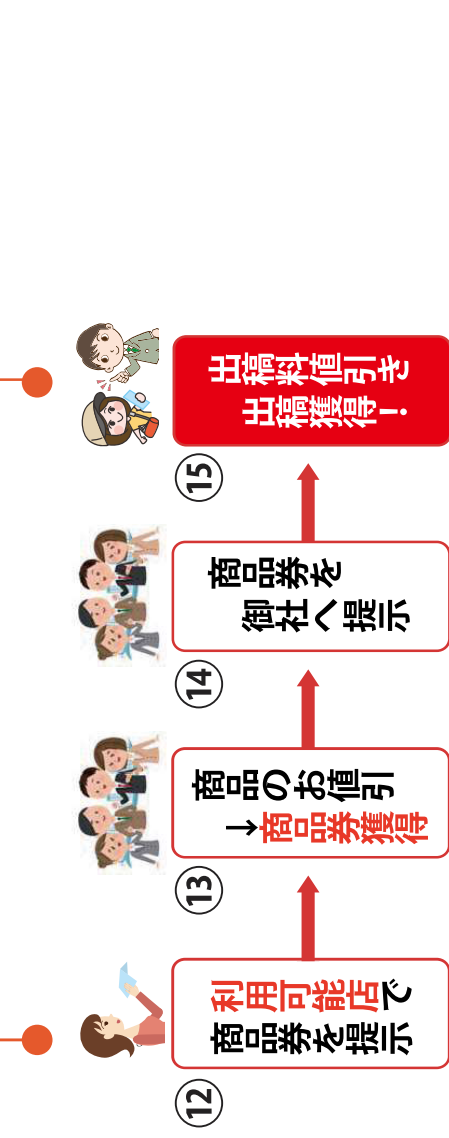 ⑫
利用可能店で
商品券を提示
⑬
商品のお値引
→商品券獲得
⑭
商品券を
御社へ提示
⑮
出稿料値引き
出稿獲得！